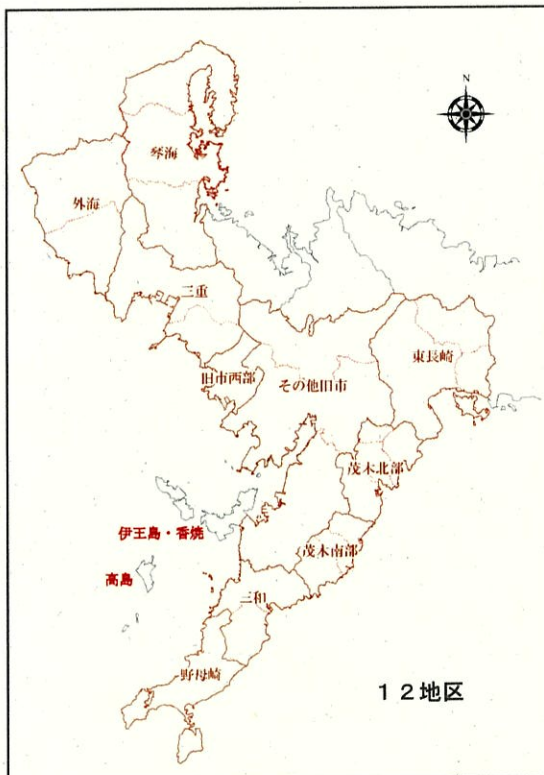 N
琴海
外海
三重
旧市西部
その他旧市
東長崎
茂木北部
伊王島・香焼
茂木南部
高島
三和
野母崎
12地区